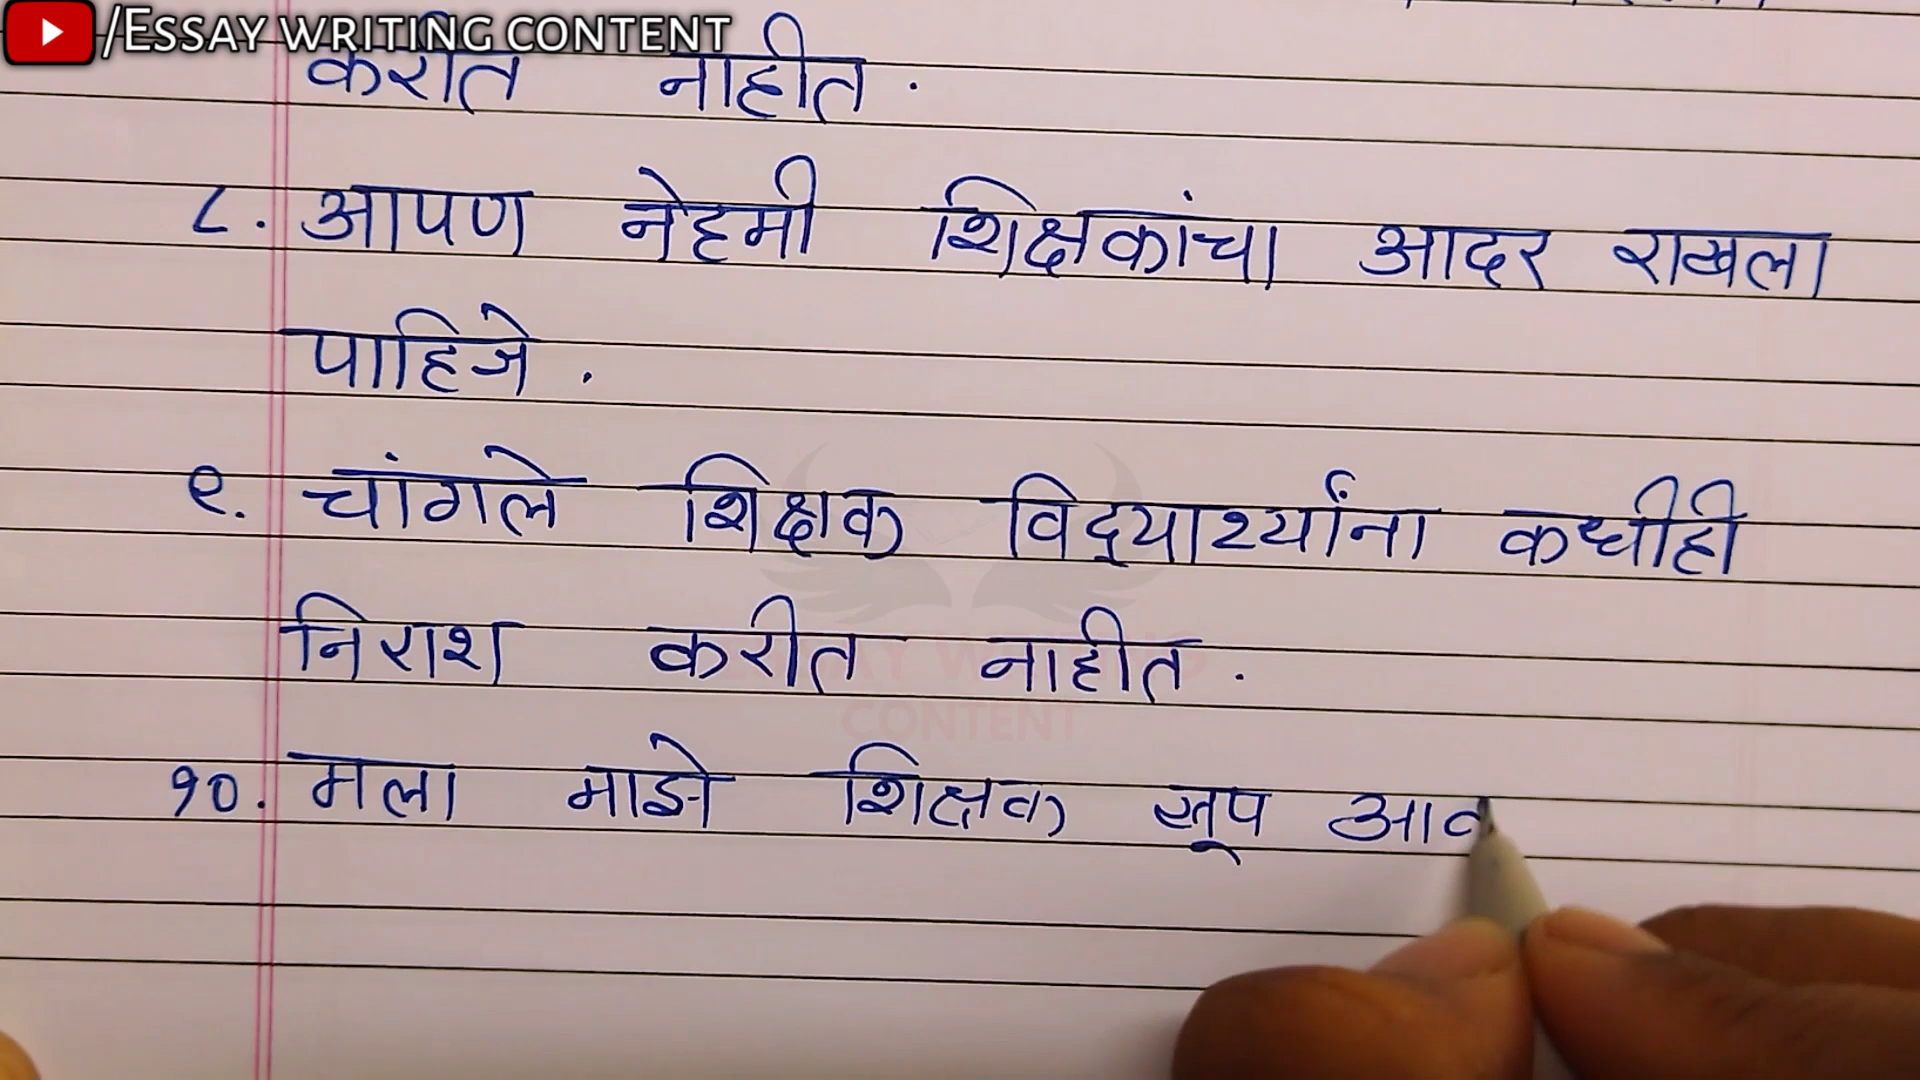 /ESSAY WRITING CONTENT
करीत नाहीत.
८. आपण नेहमी शिक्षकांचा आदर राखला
पाहिजे.
९. चांगले शिक्षक विद्यार्थ्यांना कधीही
निराश करीत नाहीत.
CONTENT
१०. मला माझे शिक्षक खूप आव